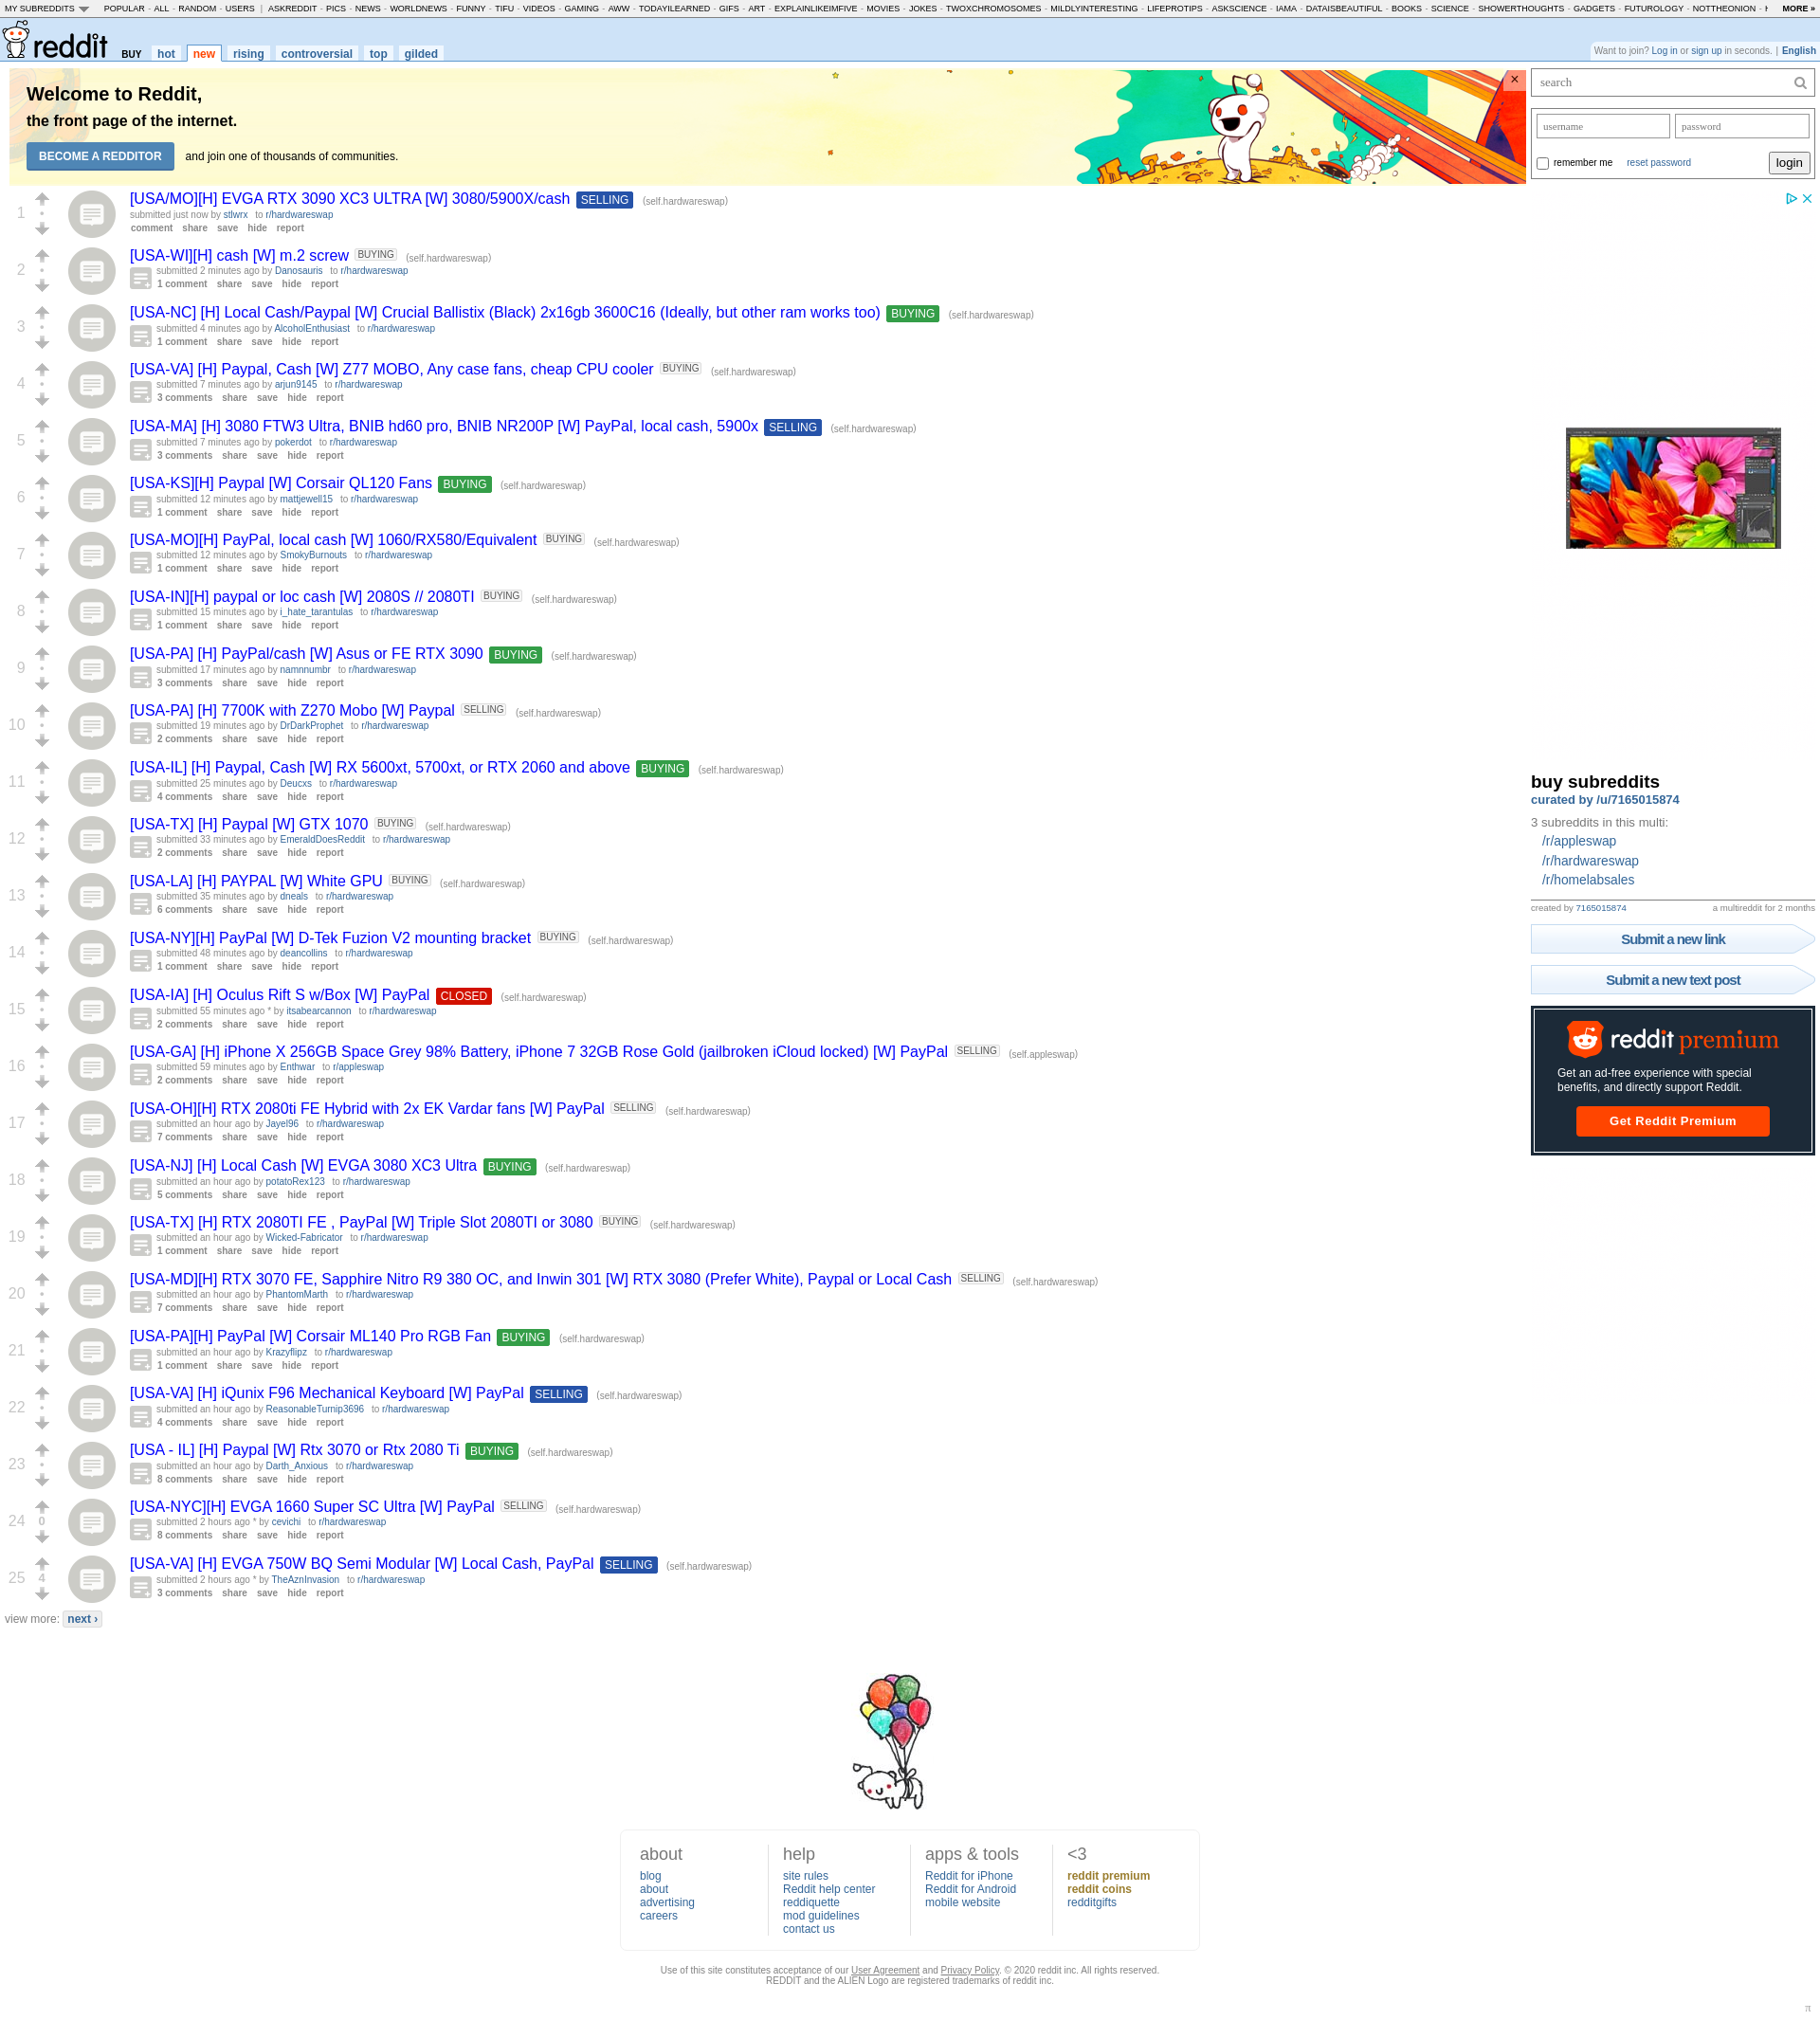 MY SUBREDDITS POPULAR - ALL - RANDOM - USERS | ASKREDDIT - PICS - NEWS - WORLDNEWS - FUNNY - TIFU - VIDEOS - GAMING - AWW - TODAYILEARNED - GIFS - ART - EXPLAINLIKEIMFIVE - MOVIES - JOKES - TWOXCHROMOSOMES - MILDLYINTERESTING - LIFEPROTIPS - ASKSCIENCE - IAMA - DATAISBEAUTIFUL - BOOKS - SCIENCE - SHOWERTHOUGHTS - GADGETS - FUTUROLOGY - NOTTHEONION - MORE »
reddit BUY hot new rising controversial top gilded
Want to join? Log in or sign up in seconds. | English
Welcome to Reddit,
the front page of the internet.
BECOME A REDDITOR and join one of thousands of communities.
×
search
username password
remember me reset password login
1 [USA/MO][H] EVGA RTX 3090 XC3 ULTRA [W] 3080/5900X/cash SELLING (self.hardwareswap)
submitted just now by stlwrx to r/hardwareswap
comment share save hide report
2 [USA-WI][H] cash [W] m.2 screw BUYING (self.hardwareswap)
submitted 2 minutes ago by Danosauris to r/hardwareswap
1 comment share save hide report
3 [USA-NC] [H] Local Cash/Paypal [W] Crucial Ballistix (Black) 2x16gb 3600C16 (Ideally, but other ram works too) BUYING (self.hardwareswap)
submitted 4 minutes ago by AlcoholEnthusiast to r/hardwareswap
1 comment share save hide report
4 [USA-VA] [H] Paypal, Cash [W] Z77 MOBO, Any case fans, cheap CPU cooler BUYING (self.hardwareswap)
submitted 7 minutes ago by arjun9145 to r/hardwareswap
3 comments share save hide report
5 [USA-MA] [H] 3080 FTW3 Ultra, BNIB hd60 pro, BNIB NR200P [W] PayPal, local cash, 5900x SELLING (self.hardwareswap)
submitted 7 minutes ago by pokerdot to r/hardwareswap
3 comments share save hide report
6 [USA-KS][H] Paypal [W] Corsair QL120 Fans BUYING (self.hardwareswap)
submitted 12 minutes ago by mattjewell15 to r/hardwareswap
1 comment share save hide report
7 [USA-MO][H] PayPal, local cash [W] 1060/RX580/Equivalent BUYING (self.hardwareswap)
submitted 12 minutes ago by SmokyBurnouts to r/hardwareswap
1 comment share save hide report
8 [USA-IN][H] paypal or loc cash [W] 2080S // 2080TI BUYING (self.hardwareswap)
submitted 15 minutes ago by i_hate_tarantulas to r/hardwareswap
1 comment share save hide report
9 [USA-PA] [H] PayPal/cash [W] Asus or FE RTX 3090 BUYING (self.hardwareswap)
submitted 17 minutes ago by namnnumbr to r/hardwareswap
3 comments share save hide report
10 [USA-PA] [H] 7700K with Z270 Mobo [W] Paypal SELLING (self.hardwareswap)
submitted 19 minutes ago by DrDarkProphet to r/hardwareswap
2 comments share save hide report
11 [USA-IL] [H] Paypal, Cash [W] RX 5600xt, 5700xt, or RTX 2060 and above BUYING (self.hardwareswap)
submitted 25 minutes ago by Deucxs to r/hardwareswap
4 comments share save hide report
12 [USA-TX] [H] Paypal [W] GTX 1070 BUYING (self.hardwareswap)
submitted 33 minutes ago by EmeraldDoesReddit to r/hardwareswap
2 comments share save hide report
13 [USA-LA] [H] PAYPAL [W] White GPU BUYING (self.hardwareswap)
submitted 35 minutes ago by dneals to r/hardwareswap
6 comments share save hide report
14 [USA-NY][H] PayPal [W] D-Tek Fuzion V2 mounting bracket BUYING (self.hardwareswap)
submitted 48 minutes ago by deancollins to r/hardwareswap
1 comment share save hide report
15 [USA-IA] [H] Oculus Rift S w/Box [W] PayPal CLOSED (self.hardwareswap)
submitted 55 minutes ago * by itsabearcannon to r/hardwareswap
2 comments share save hide report
16 [USA-GA] [H] iPhone X 256GB Space Grey 98% Battery, iPhone 7 32GB Rose Gold (jailbroken iCloud locked) [W] PayPal SELLING (self.appleswap)
submitted 59 minutes ago by Enthwar to r/appleswap
2 comments share save hide report
17 [USA-OH][H] RTX 2080ti FE Hybrid with 2x EK Vardar fans [W] PayPal SELLING (self.hardwareswap)
submitted an hour ago by Jayel96 to r/hardwareswap
7 comments share save hide report
18 [USA-NJ] [H] Local Cash [W] EVGA 3080 XC3 Ultra BUYING (self.hardwareswap)
submitted an hour ago by potatoRex123 to r/hardwareswap
5 comments share save hide report
19 [USA-TX] [H] RTX 2080TI FE , PayPal [W] Triple Slot 2080TI or 3080 BUYING (self.hardwareswap)
submitted an hour ago by Wicked-Fabricator to r/hardwareswap
1 comment share save hide report
20 [USA-MD][H] RTX 3070 FE, Sapphire Nitro R9 380 OC, and Inwin 301 [W] RTX 3080 (Prefer White), Paypal or Local Cash SELLING (self.hardwareswap)
submitted an hour ago by PhantomMarth to r/hardwareswap
7 comments share save hide report
21 [USA-PA][H] PayPal [W] Corsair ML140 Pro RGB Fan BUYING (self.hardwareswap)
submitted an hour ago by Krazyflipz to r/hardwareswap
1 comment share save hide report
22 [USA-VA] [H] iQunix F96 Mechanical Keyboard [W] PayPal SELLING (self.hardwareswap)
submitted an hour ago by ReasonableTurnip3696 to r/hardwareswap
4 comments share save hide report
23 [USA - IL] [H] Paypal [W] Rtx 3070 or Rtx 2080 Ti BUYING (self.hardwareswap)
submitted an hour ago by Darth_Anxious to r/hardwareswap
8 comments share save hide report
24 0 [USA-NYC][H] EVGA 1660 Super SC Ultra [W] PayPal SELLING (self.hardwareswap)
submitted 2 hours ago * by cevichi to r/hardwareswap
8 comments share save hide report
25 4 [USA-VA] [H] EVGA 750W BQ Semi Modular [W] Local Cash, PayPal SELLING (self.hardwareswap)
submitted 2 hours ago * by TheAznInvasion to r/hardwareswap
3 comments share save hide report
view more: next ›
buy subreddits
curated by /u/7165015874
3 subreddits in this multi:
/r/appleswap
/r/hardwareswap
/r/homelabsales
created by 7165015874 a multireddit for 2 months
Submit a new link
Submit a new text post
reddit premium
Get an ad-free experience with special
benefits, and directly support Reddit.
Get Reddit Premium
about
blog
about
advertising
careers
help
site rules
Reddit help center
reddiquette
mod guidelines
contact us
apps & tools
Reddit for iPhone
Reddit for Android
mobile website
<3
reddit premium
reddit coins
redditgifts
Use of this site constitutes acceptance of our User Agreement and Privacy Policy. © 2020 reddit inc. All rights reserved.
REDDIT and the ALIEN Logo are registered trademarks of reddit inc.
π